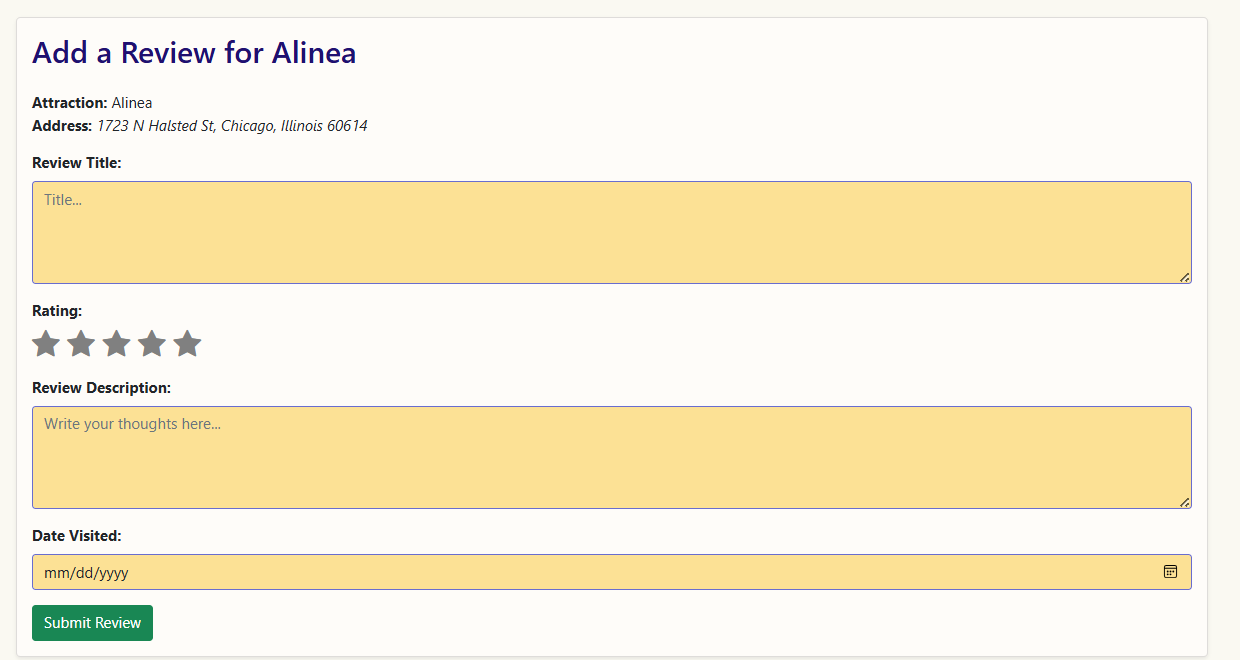 Add a Review for Alinea
Attraction: Alinea
Address: 1723 N Halsted St, Chicago, Illinois 60614
Review Title:
Title...
Rating:
Review Description:
Write your thoughts here...
Date Visited:
mm/dd/yyyy
Submit Review